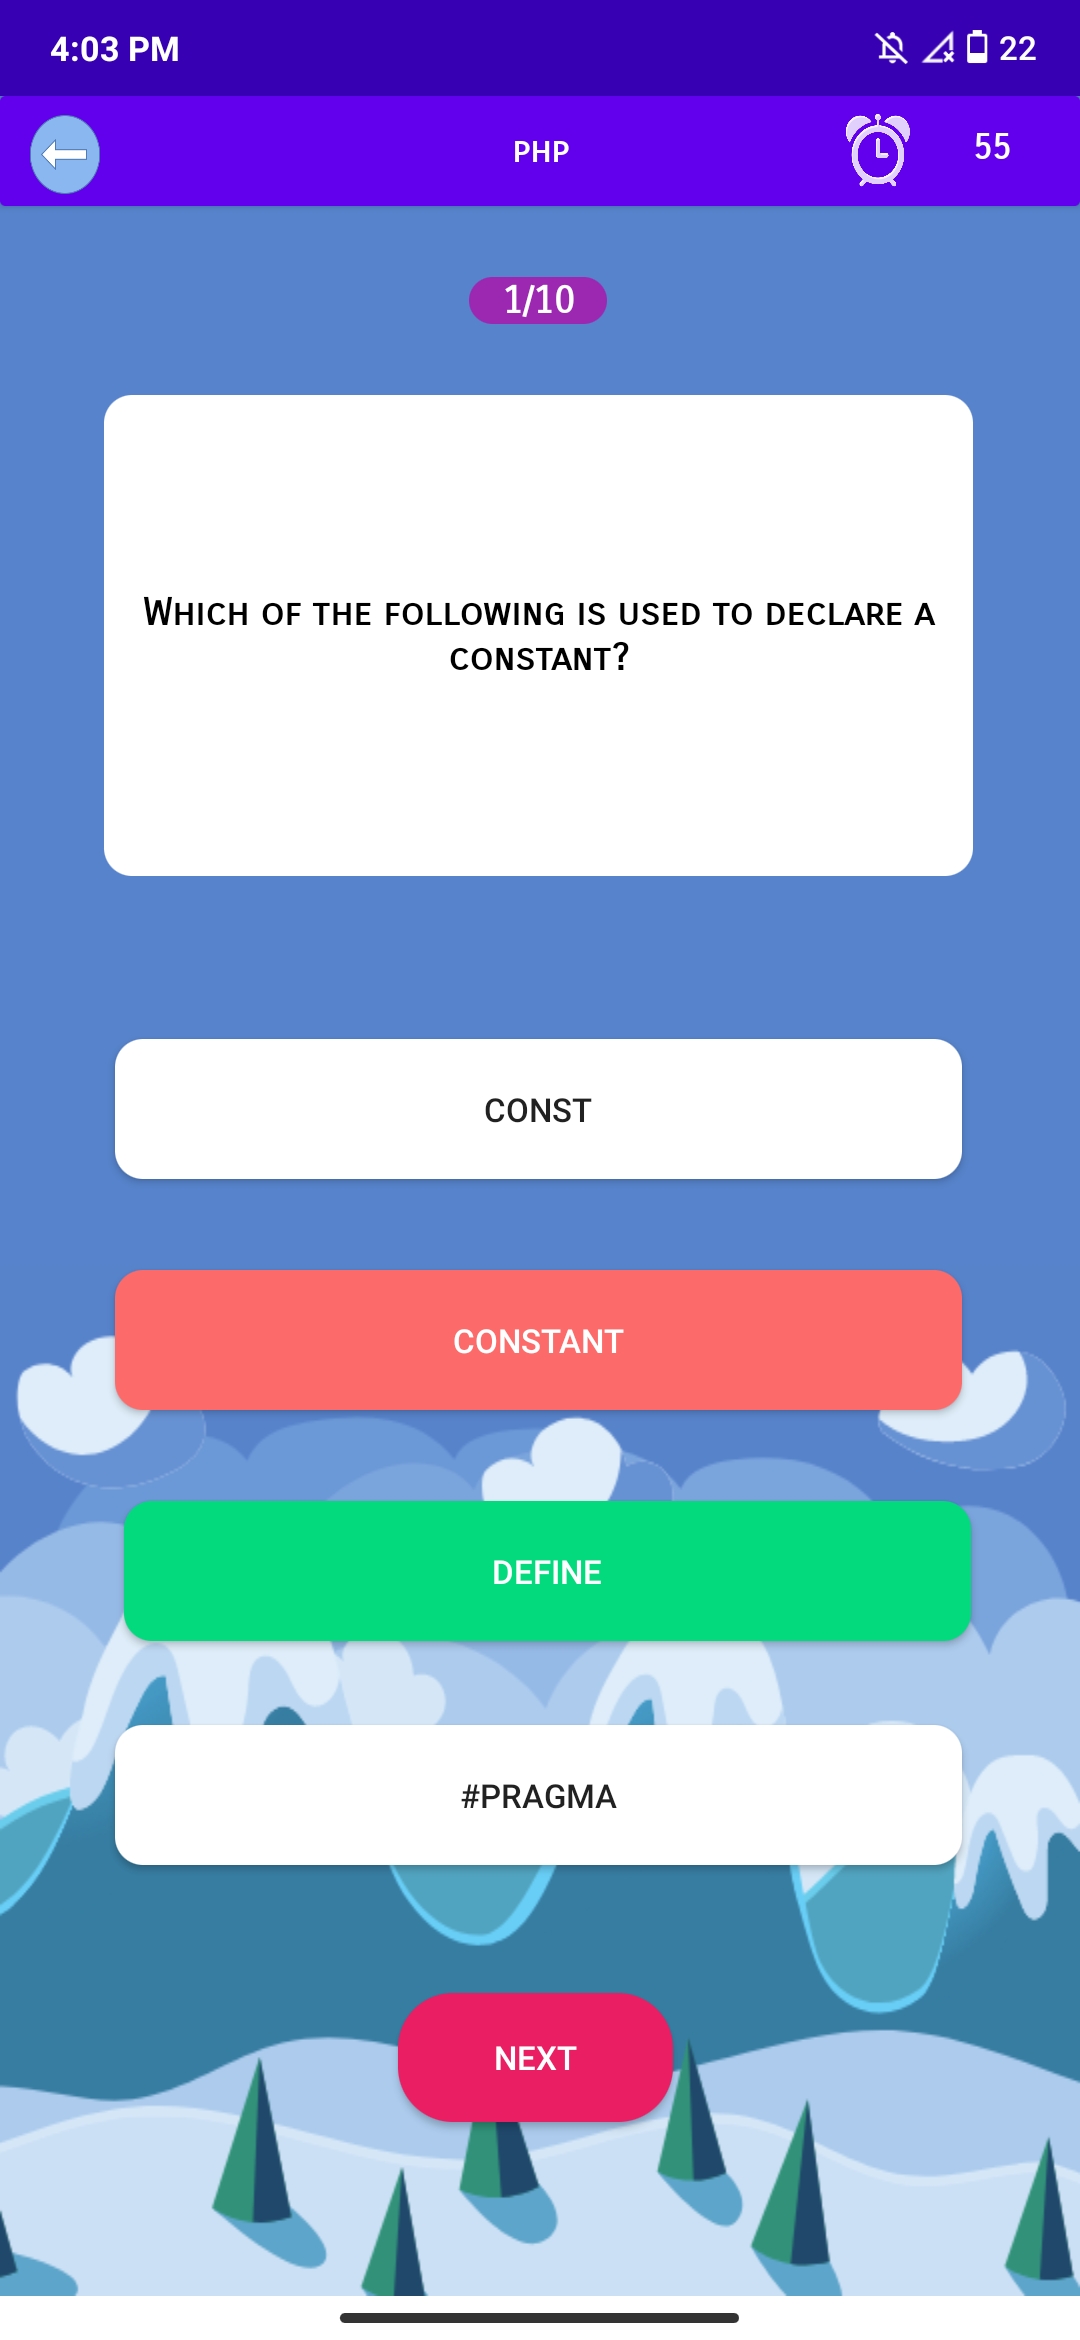 4:03 PM 22
PHP 55
1/10
Which of the following is used to declare a
constant?
CONST
CONSTANT
DEFINE
#PRAGMA
NEXT